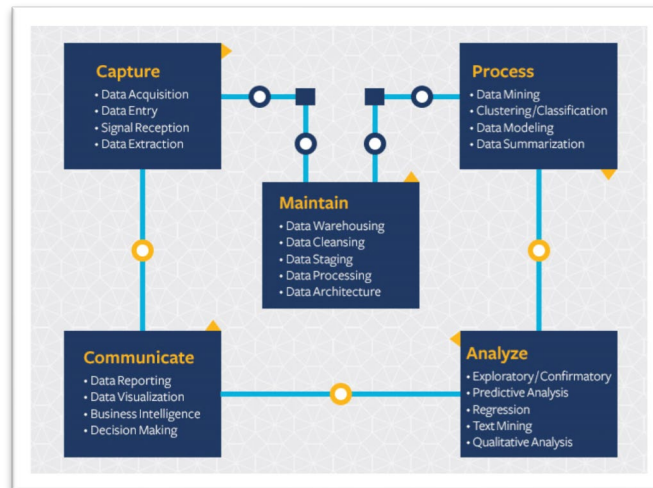 Capture
• Data Acquisition
• Data Entry
• Signal Reception
• Data Extraction
Process
• Data Mining
• Clustering/Classification
• Data Modeling
• Data Summarization
Maintain
• Data Warehousing
• Data Cleansing
• Data Staging
• Data Processing
• Data Architecture
Communicate
• Data Reporting
• Data Visualization
• Business Intelligence
• Decision Making
Analyze
• Exploratory/Confirmatory
• Predictive Analysis
• Regression
• Text Mining
• Qualitative Analysis